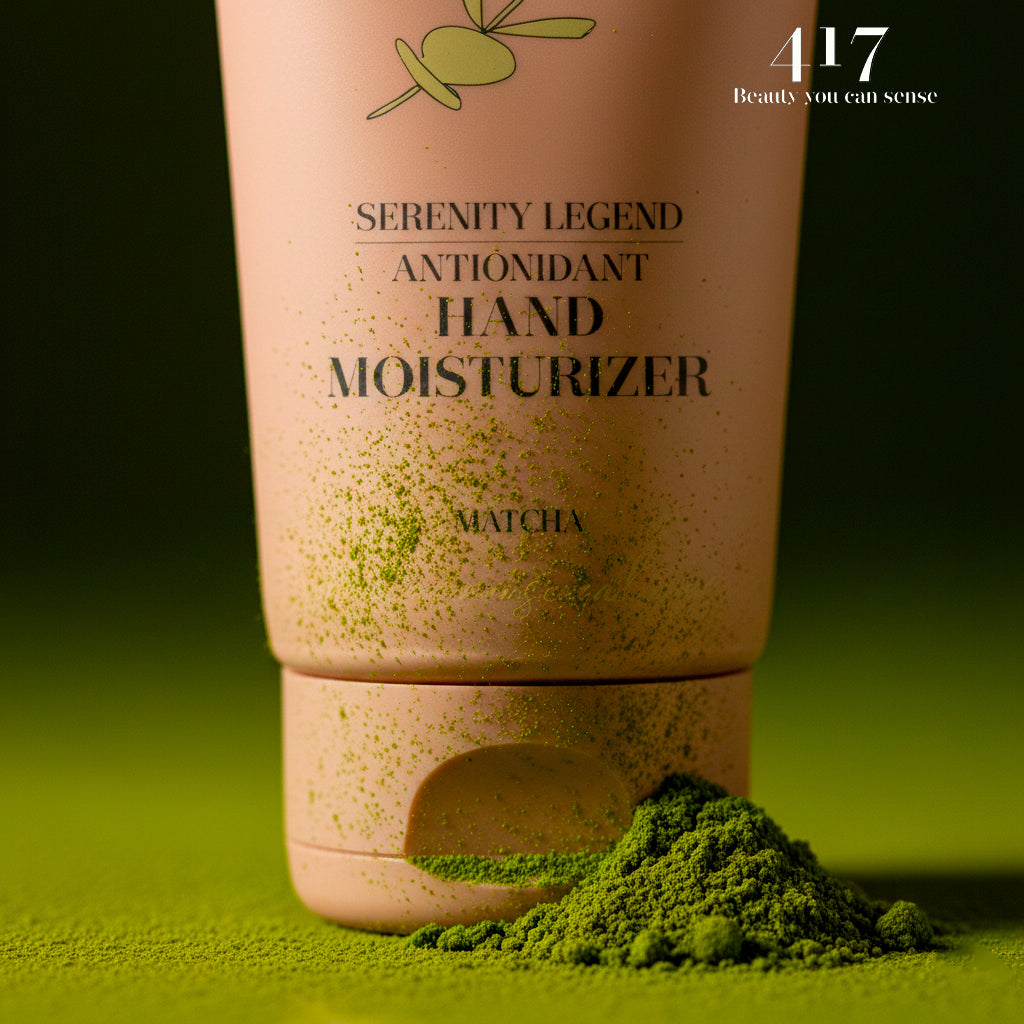 417
Beauty you can sense
SERENITY LEGEND
ANTIONIDANT
HAND
MOISTURIZER
MATCHA